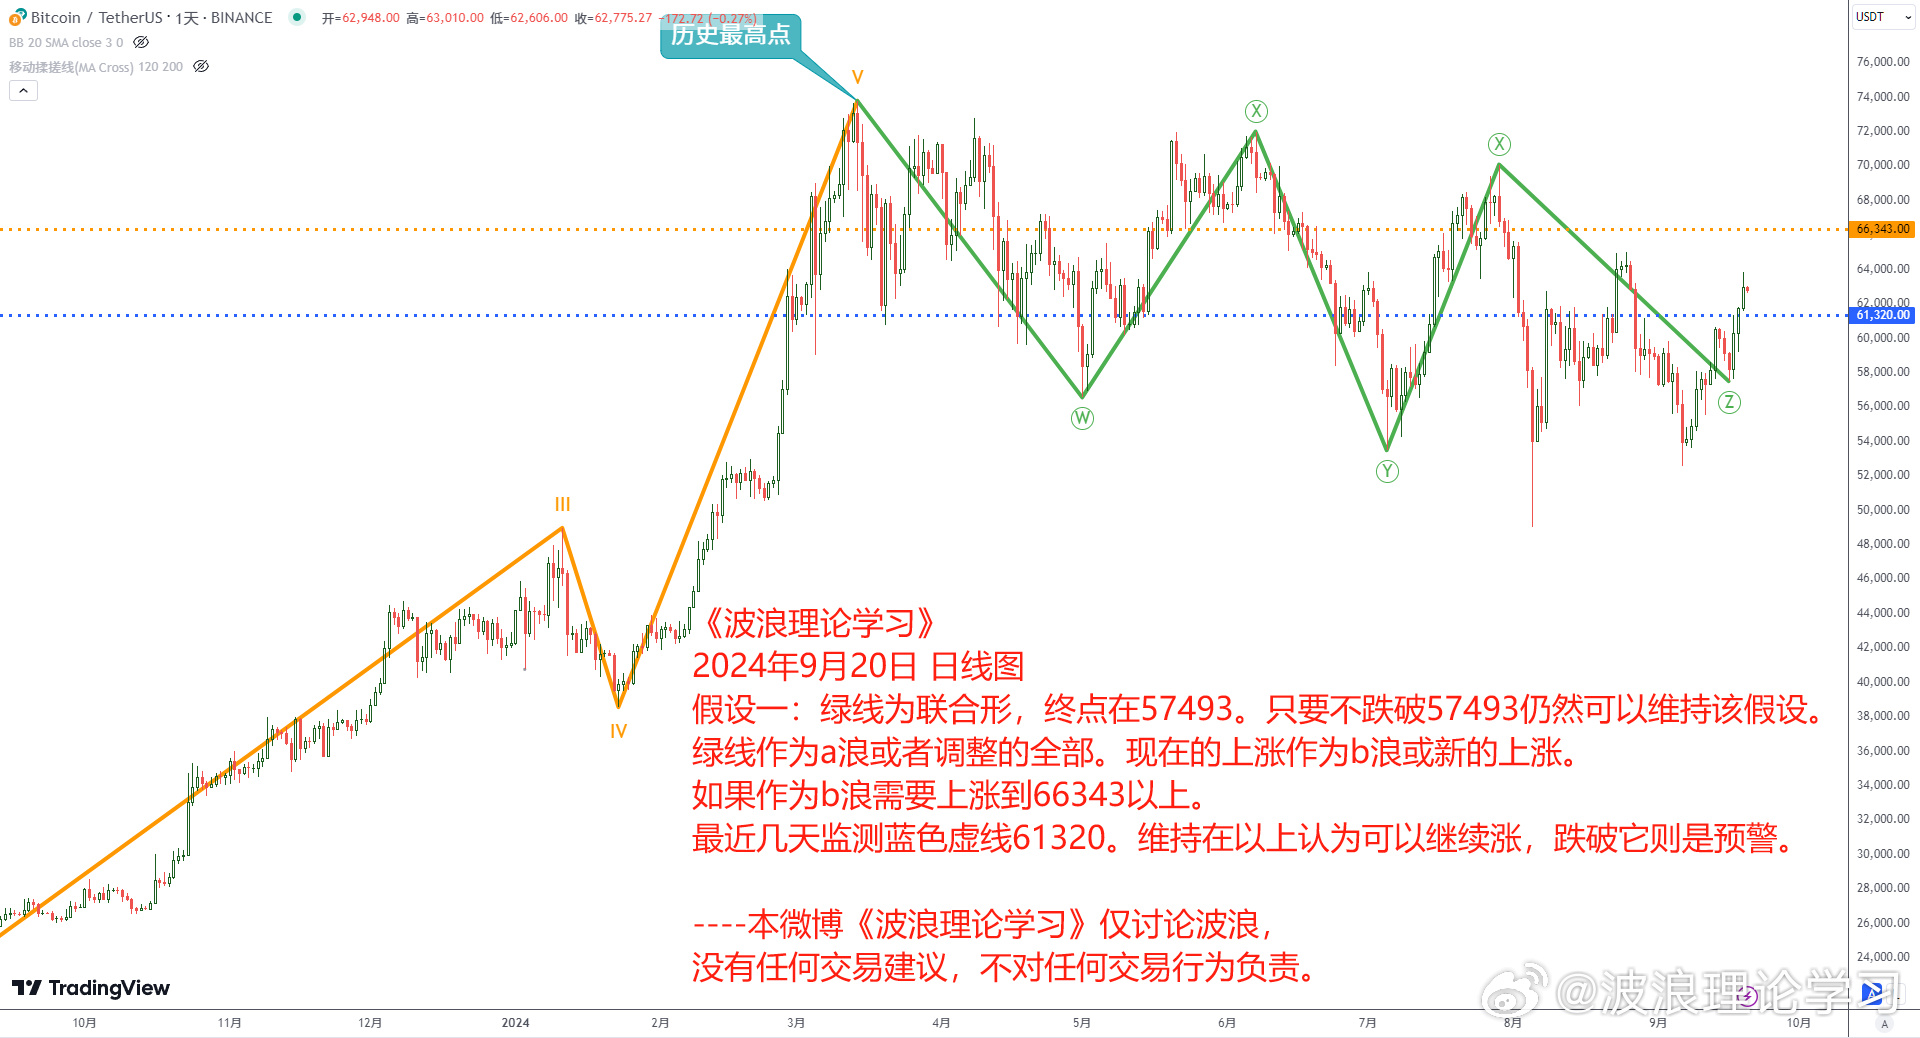 Bitcoin / TetherUS · 1天 · BINANCE 开=62,948.00 高=63,010.00 低=62,606.00 收=62,775.27 −172.72 (−0.27%)
USDT
BB 20 SMA close 3 0
移动揉搓线(MA Cross) 120 200
历史最高点
V
76,000.00
74,000.00
72,000.00
70,000.00
68,000.00
66,343.00
64,000.00
62,000.00
61,320.00
60,000.00
58,000.00
56,000.00
54,000.00
52,000.00
50,000.00
48,000.00
46,000.00
44,000.00
42,000.00
40,000.00
38,000.00
36,000.00
34,000.00
32,000.00
30,000.00
28,000.00
26,000.00
24,000.00
X
X
W
Z
Y
III
IV
《波浪理论学习》
2024年9月20日 日线图
假设一：绿线为联合形，终点在57493。只要不跌破57493仍然可以维持该假设。
绿线作为a浪或者调整的全部。现在的上涨作为b浪或新的上涨。
如果作为b浪需要上涨到66343以上。
最近几天监测蓝色虚线61320。维持在以上认为可以继续涨，跌破它则是预警。
----本微博《波浪理论学习》仅讨论波浪，
没有任何交易建议，不对任何交易行为负责。
TradingView
@波浪理论学习
10月 11月 12月 2024 2月 3月 4月 5月 6月 7月 8月 9月 10月
A